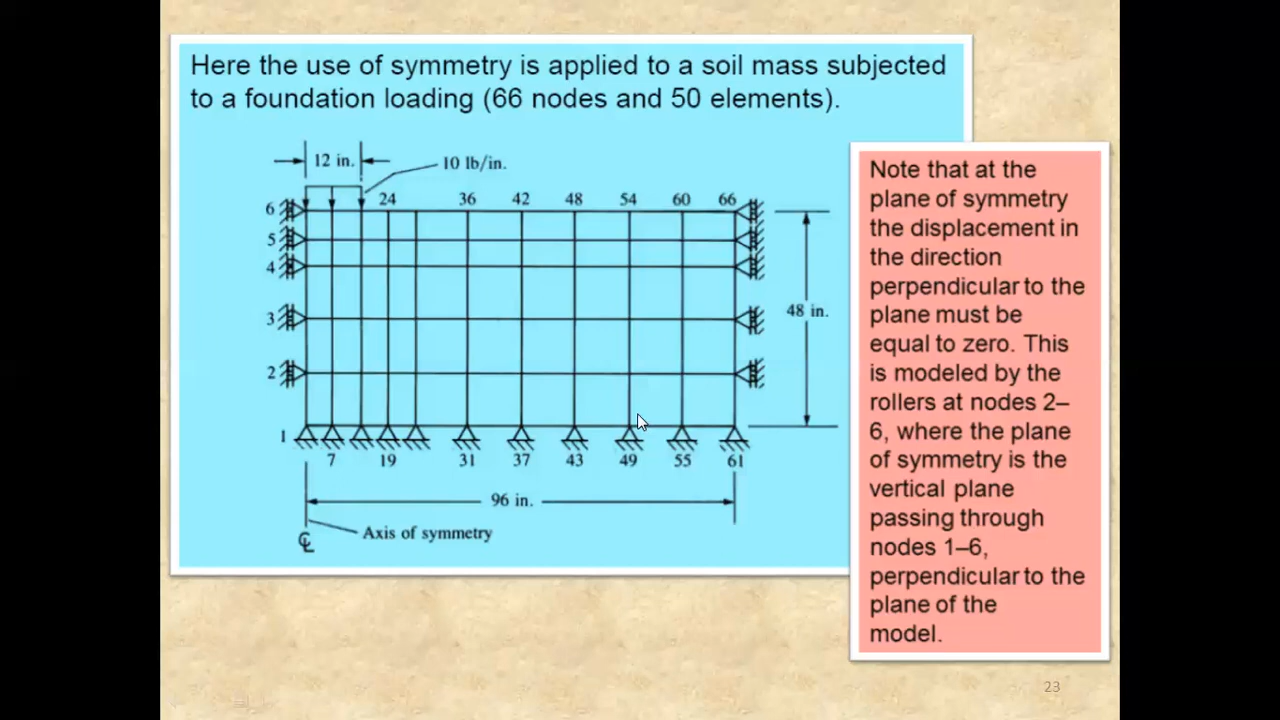 Here the use of symmetry is applied to a soil mass subjected
to a foundation loading (66 nodes and 50 elements).
12 in.
10 lb/in.
6
24
36
42
48
54
60
66
5
4
3
48 in.
2
1
7
19
31
37
43
49
55
61
96 in.
Axis of symmetry
℄
Note that at the
plane of symmetry
the displacement in
the direction
perpendicular to the
plane must be
equal to zero. This
is modeled by the
rollers at nodes 2–
6, where the plane
of symmetry is the
vertical plane
passing through
nodes 1–6,
perpendicular to the
plane of the
model.
23